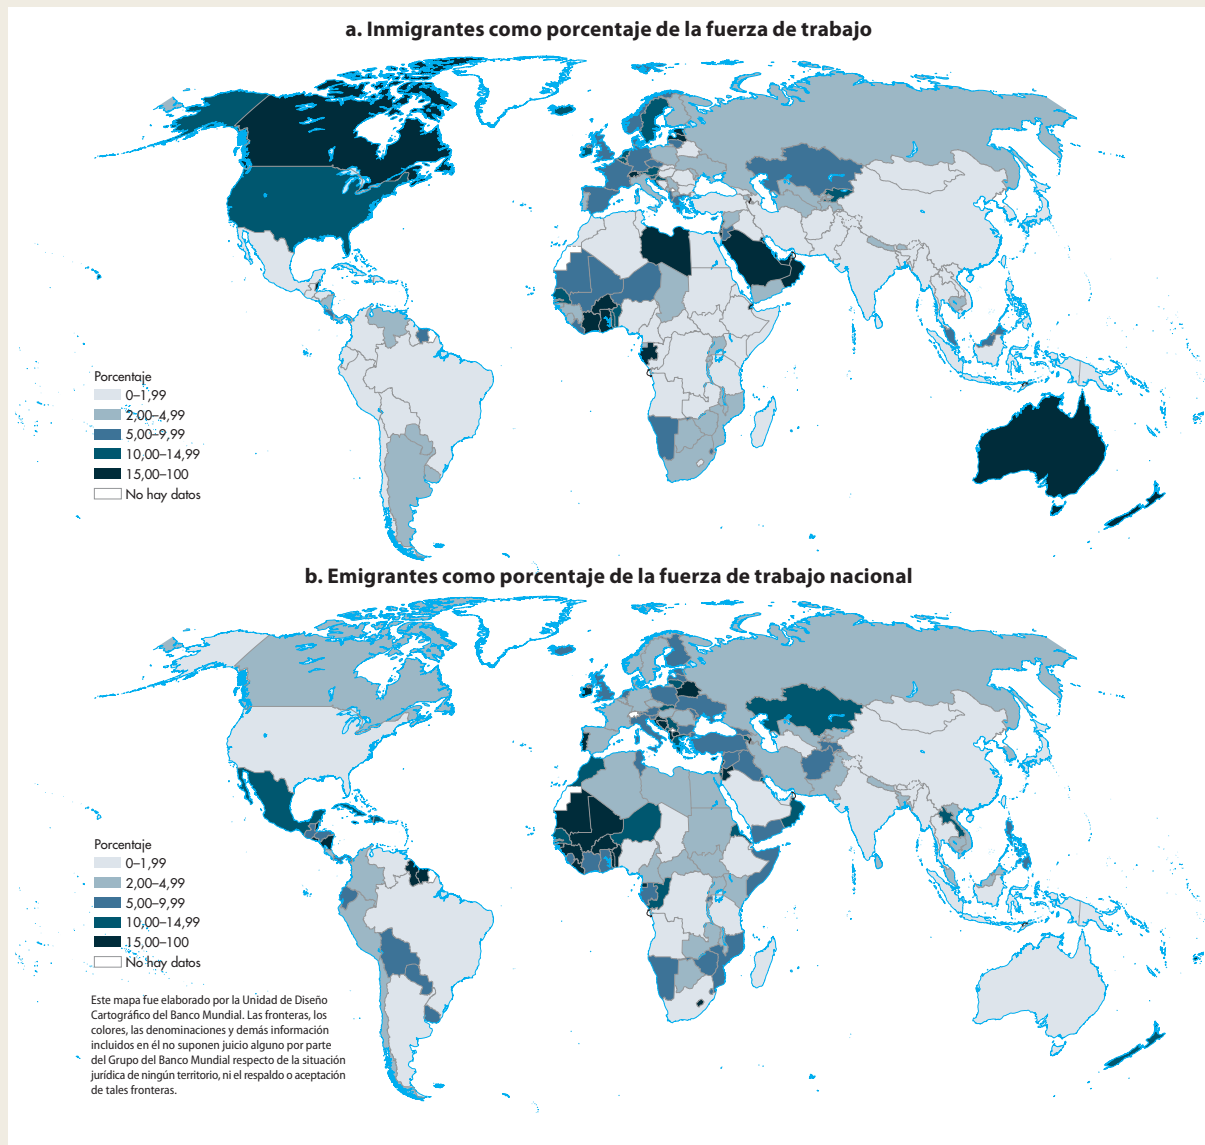 a. Inmigrantes como porcentaje de la fuerza de trabajo
Porcentaje
0–1,99
2,00–4,99
5,00–9,99
10,00–14,99
15,00–100
No hay datos
b. Emigrantes como porcentaje de la fuerza de trabajo nacional
Porcentaje
0–1,99
2,00–4,99
5,00–9,99
10,00–14,99
15,00–100
No hay datos
Este mapa fue elaborado por la Unidad de Diseño
Cartográfico del Banco Mundial. Las fronteras, los
colores, las denominaciones y demás información
incluidos en él no suponen juicio alguno por parte
del Grupo del Banco Mundial respecto de la situación
jurídica de ningún territorio, ni el respaldo o aceptación
de tales fronteras.